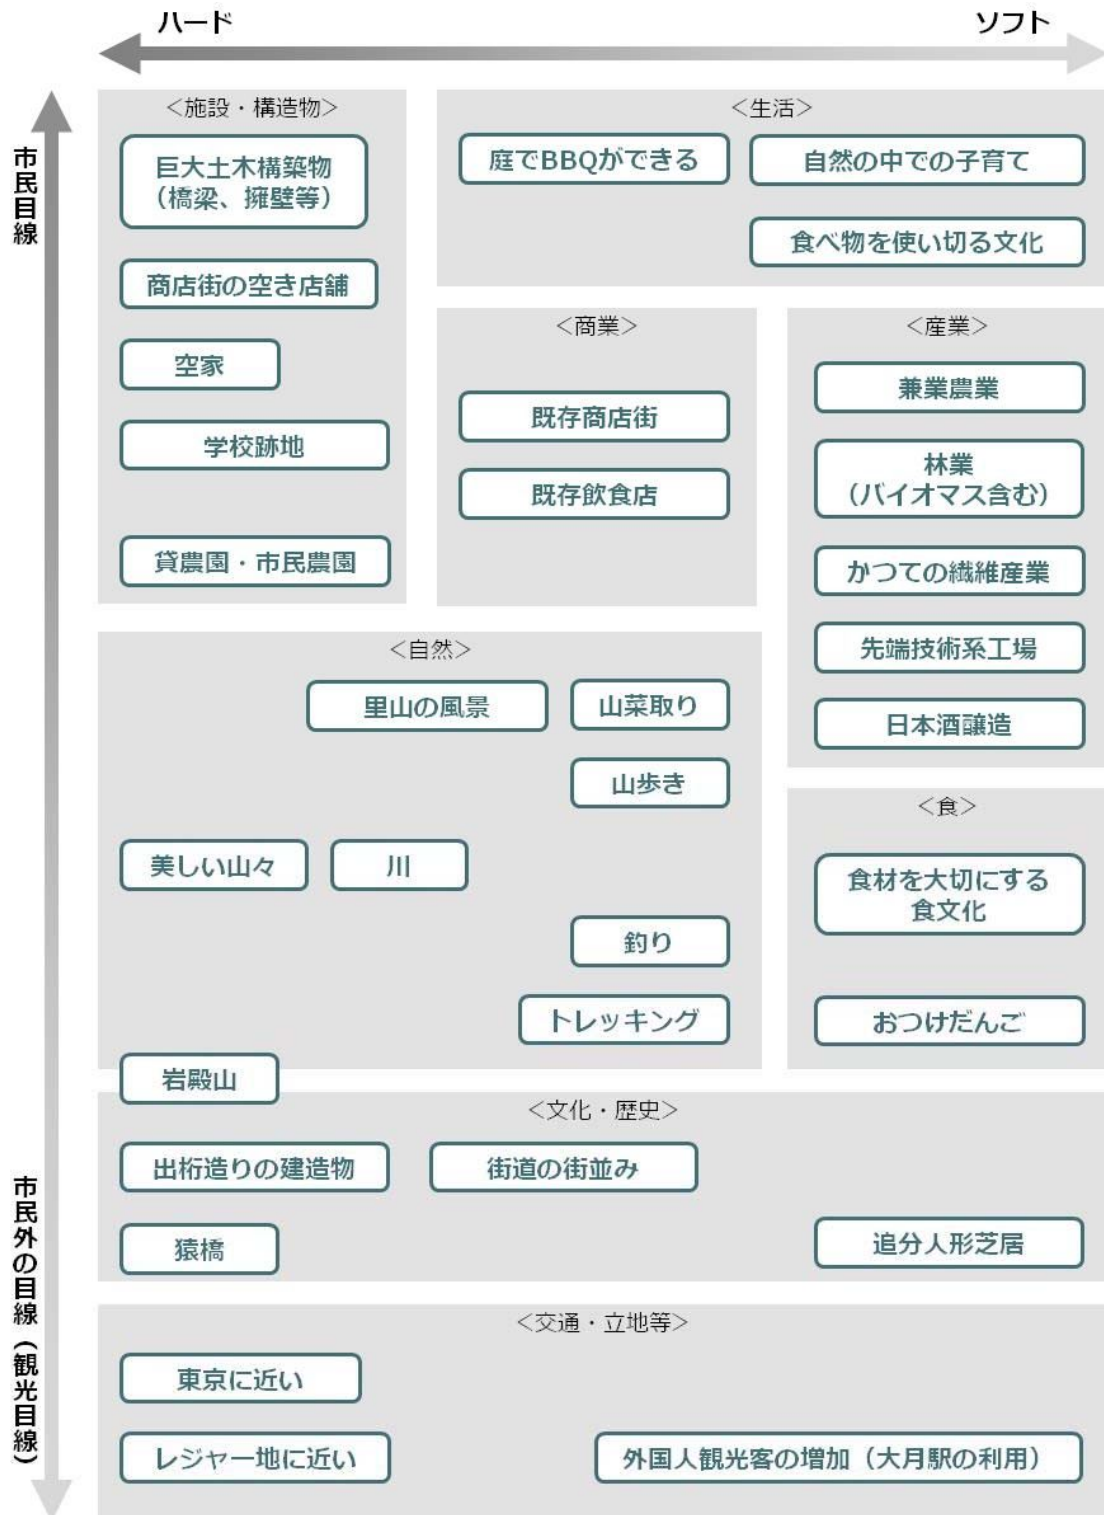 ハード
ソフト
市民目線
市民外の目線（観光目線）
＜施設・構造物＞
巨大土木構築物
（橋梁、擁壁等）
商店街の空き店舗
空家
学校跡地
貸農園・市民農園
＜生活＞
庭でBBQができる
自然の中での子育て
食べ物を使い切る文化
＜商業＞
既存商店街
既存飲食店
＜産業＞
兼業農業
林業
（バイオマス含む）
かつての繊維産業
先端技術系工場
日本酒醸造
＜自然＞
里山の風景
山菜取り
山歩き
美しい山々
川
釣り
トレッキング
岩殿山
＜食＞
食材を大切にする
食文化
おつけだんご
＜文化・歴史＞
出桁造りの建造物
街道の街並み
猿橋
追分人形芝居
＜交通・立地等＞
東京に近い
レジャー地に近い
外国人観光客の増加（大月駅の利用）